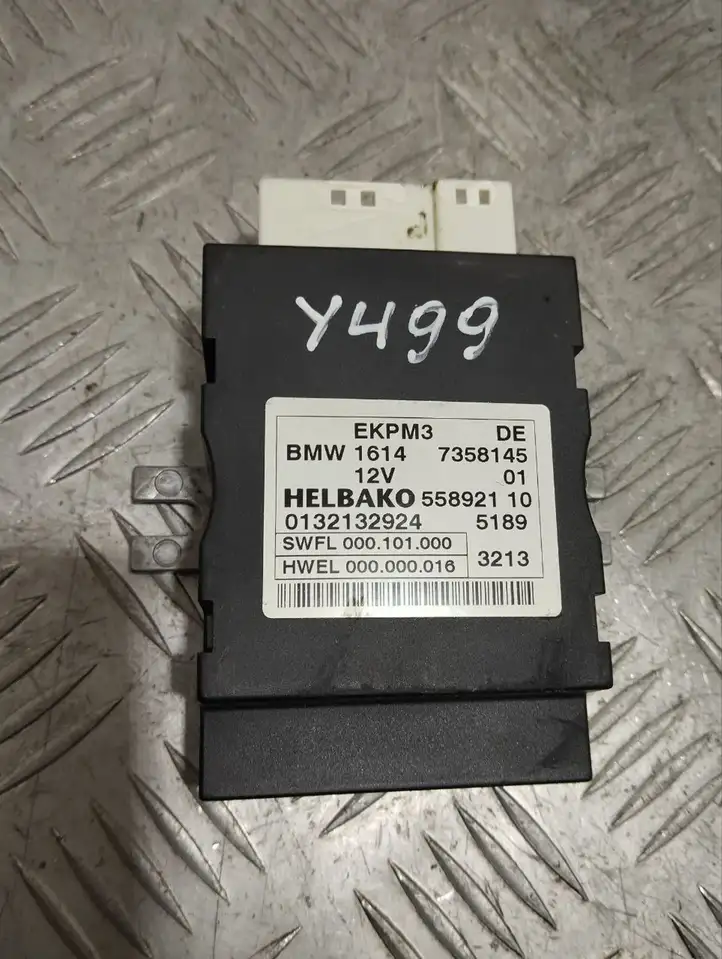 Y499
EKPM3 DE
BMW 1614 7358145
12V 01
HELBAKO 558921 10
0132132924 5189
SWFL 000.101.000
HWEL 000.000.016 3213